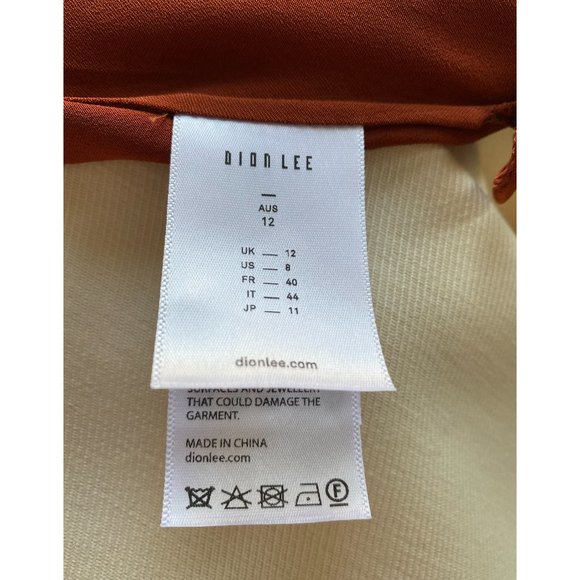 DION LEE
—
AUS
12
UK — 12
US — 8
FR — 40
IT — 44
JP — 11
dionlee.com
SURFACES AND JEWELLERY
THAT COULD DAMAGE THE
GARMENT.
MADE IN CHINA
dionlee.com
F